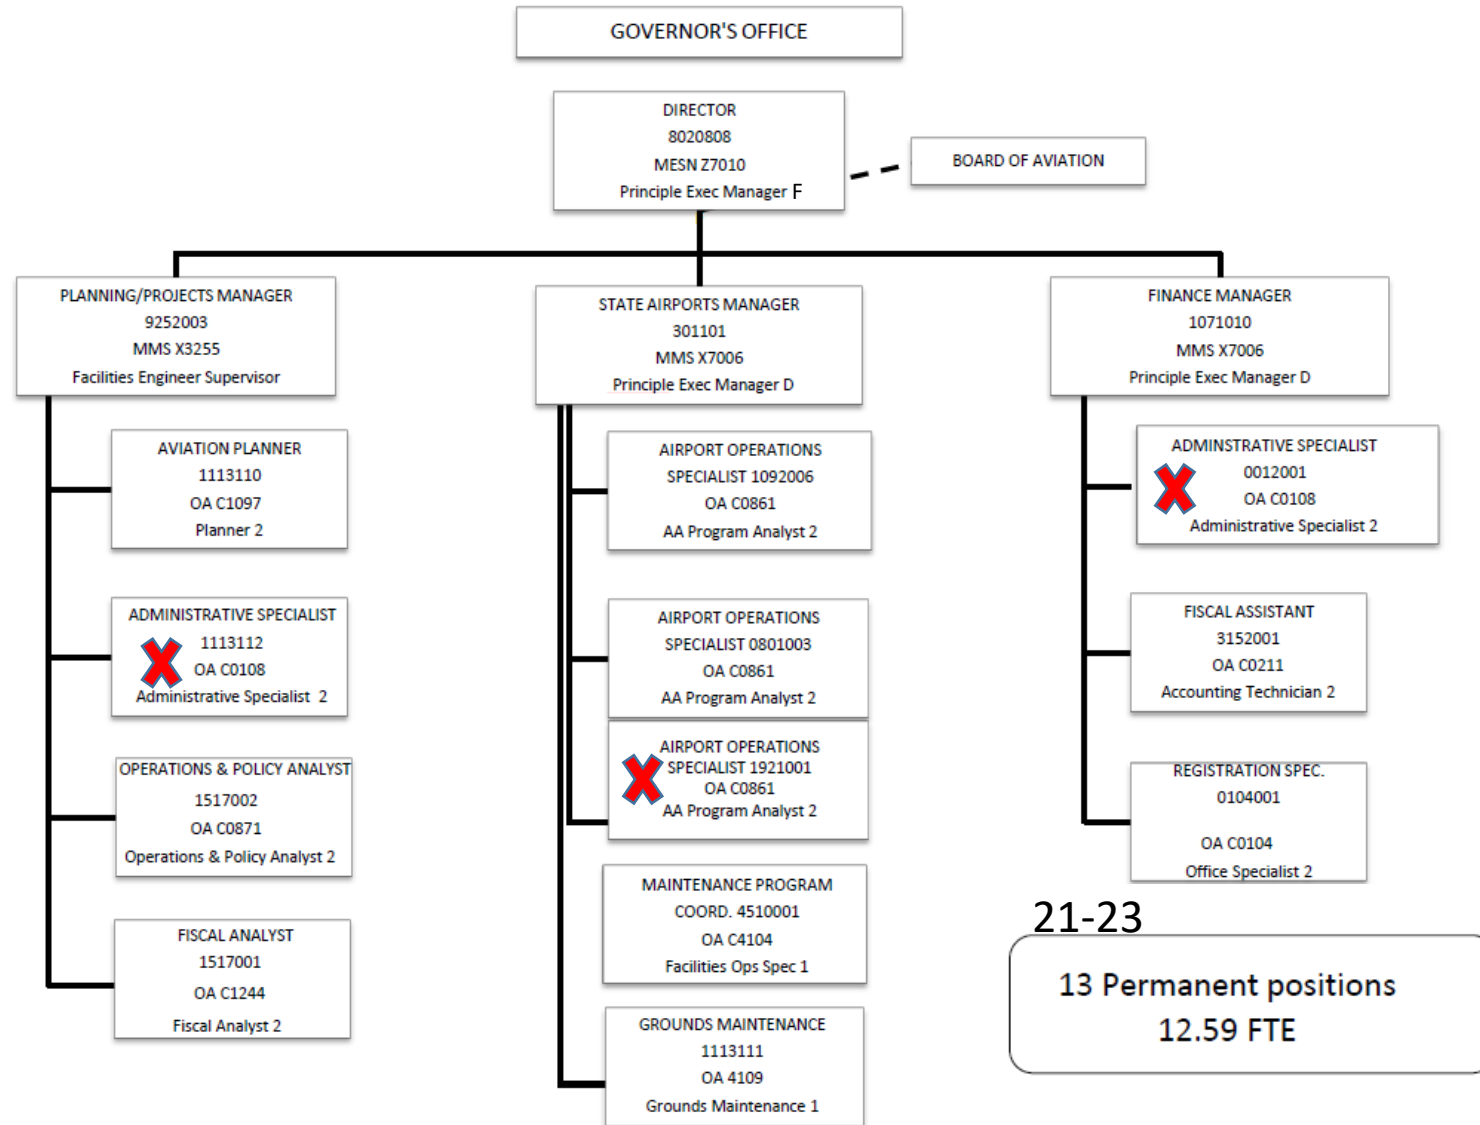 GOVERNOR'S OFFICE
DIRECTOR
8020808
MESN Z7010
Principle Exec Manager F
BOARD OF AVIATION
PLANNING/PROJECTS MANAGER
9252003
MMS X3255
Facilities Engineer Supervisor
AVIATION PLANNER
1113110
OA C1097
Planner 2
ADMINISTRATIVE SPECIALIST
1113112
OA C0108
Administrative Specialist 2
OPERATIONS & POLICY ANALYST
1517002
OA C0871
Operations & Policy Analyst 2
FISCAL ANALYST
1517001
OA C1244
Fiscal Analyst 2
STATE AIRPORTS MANAGER
301101
MMS X7006
Principle Exec Manager D
AIRPORT OPERATIONS
SPECIALIST 1092006
OA C0861
AA Program Analyst 2
AIRPORT OPERATIONS
SPECIALIST 0801003
OA C0861
AA Program Analyst 2
AIRPORT OPERATIONS
SPECIALIST 1921001
OA C0861
AA Program Analyst 2
MAINTENANCE PROGRAM
COORD. 4510001
OA C4104
Facilities Ops Spec 1
GROUNDS MAINTENANCE
1113111
OA 4109
Grounds Maintenance 1
FINANCE MANAGER
1071010
MMS X7006
Principle Exec Manager D
ADMINSTRATIVE SPECIALIST
0012001
OA C0108
Administrative Specialist 2
FISCAL ASSISTANT
3152001
OA C0211
Accounting Technician 2
REGISTRATION SPEC.
0104001
OA C0104
Office Specialist 2
21-23
13 Permanent positions
12.59 FTE